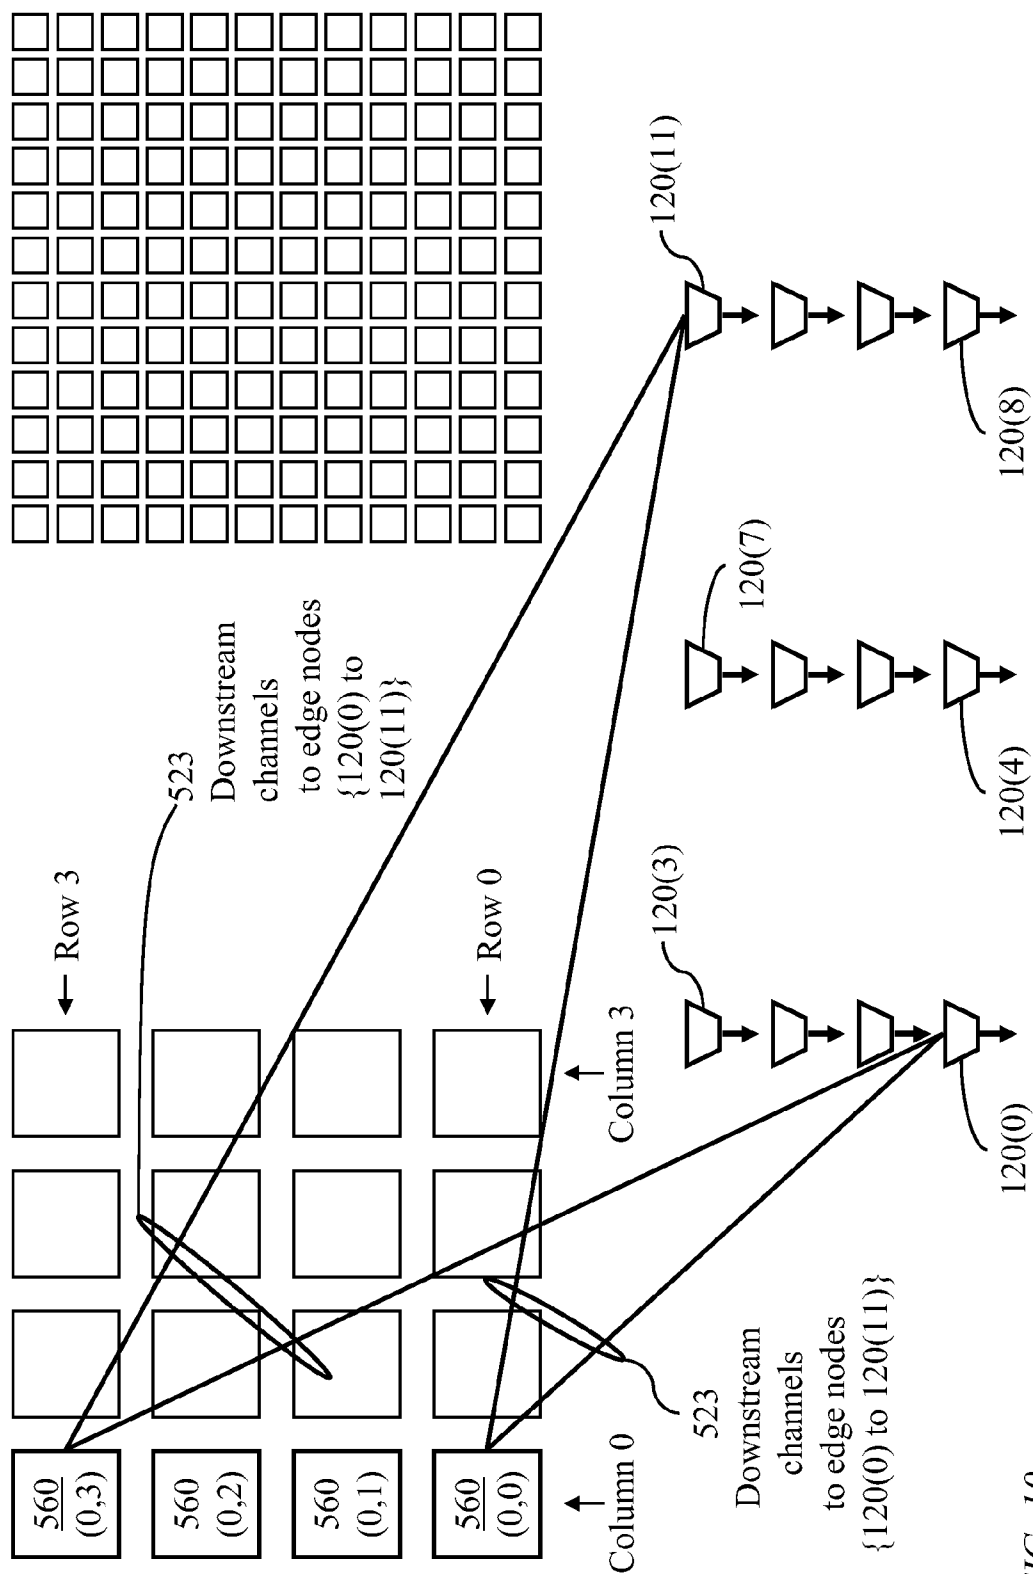 560
(0,3)
560
(0,2)
560
(0,1)
560
(0,0)
Column 0
Column 3
Row 3
Row 0
523
Downstream
channels
to edge nodes
{120(0) to
120(11)}
523
Downstream
channels
to edge nodes
{120(0) to 120(11)}
120(3)
120(0)
120(7)
120(4)
120(11)
120(8)
FIG. 10